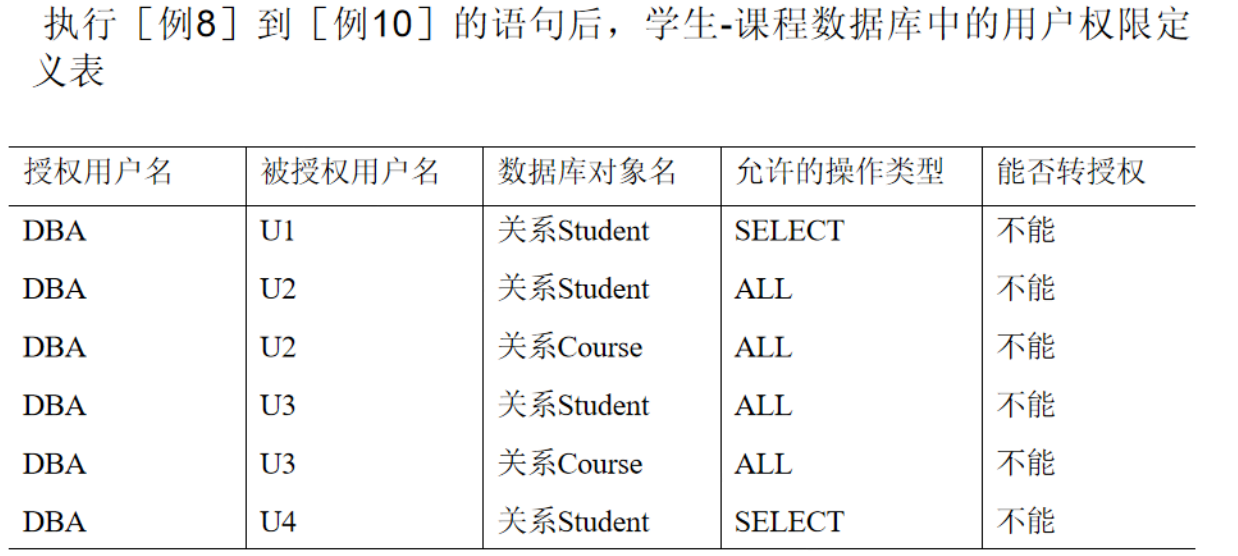 执行［例8］到［例10］的语句后，学生-课程数据库中的用户权限定
义表
授权用户名 被授权用户名 数据库对象名 允许的操作类型 能否转授权
DBA U1 关系Student SELECT 不能
DBA U2 关系Student ALL 不能
DBA U2 关系Course ALL 不能
DBA U3 关系Student ALL 不能
DBA U3 关系Course ALL 不能
DBA U4 关系Student SELECT 不能